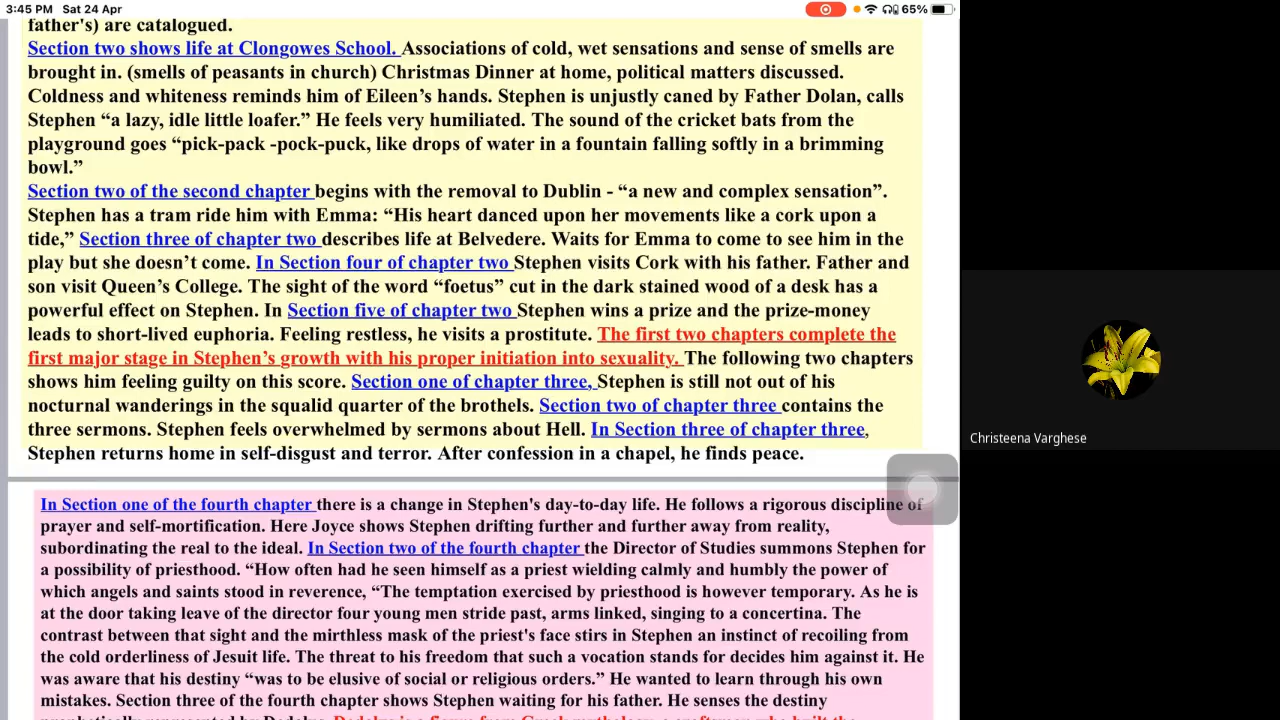 3:45 PM Sat 24 Apr
65%
father's) are catalogued.
Section two shows life at Clongowes School. Associations of cold, wet sensations and sense of smells are
brought in. (smells of peasants in church) Christmas Dinner at home, political matters discussed.
Coldness and whiteness reminds him of Eileen’s hands. Stephen is unjustly caned by Father Dolan, calls
Stephen “a lazy, idle little loafer.” He feels very humiliated. The sound of the cricket bats from the
playground goes “pick-pack -pock-puck, like drops of water in a fountain falling softly in a brimming
bowl.”
Section two of the second chapter begins with the removal to Dublin - “a new and complex sensation”.
Stephen has a tram ride him with Emma: “His heart danced upon her movements like a cork upon a
tide,” Section three of chapter two describes life at Belvedere. Waits for Emma to come to see him in the
play but she doesn’t come. In Section four of chapter two Stephen visits Cork with his father. Father and
son visit Queen’s College. The sight of the word “foetus” cut in the dark stained wood of a desk has a
powerful effect on Stephen. In Section five of chapter two Stephen wins a prize and the prize-money
leads to short-lived euphoria. Feeling restless, he visits a prostitute. The first two chapters complete the
first major stage in Stephen’s growth with his proper initiation into sexuality. The following two chapters
shows him feeling guilty on this score. Section one of chapter three, Stephen is still not out of his
nocturnal wanderings in the squalid quarter of the brothels. Section two of chapter three contains the
three sermons. Stephen feels overwhelmed by sermons about Hell. In Section three of chapter three,
Stephen returns home in self-disgust and terror. After confession in a chapel, he finds peace.
In Section one of the fourth chapter there is a change in Stephen's day-to-day life. He follows a rigorous discipline of
prayer and self-mortification. Here Joyce shows Stephen drifting further and further away from reality,
subordinating the real to the ideal. In Section two of the fourth chapter the Director of Studies summons Stephen for
a possibility of priesthood. “How often had he seen himself as a priest wielding calmly and humbly the power of
which angels and saints stood in reverence, “The temptation exercised by priesthood is however temporary. As he is
at the door taking leave of the director four young men stride past, arms linked, singing to a concertina. The
contrast between that sight and the mirthless mask of the priest's face stirs in Stephen an instinct of recoiling from
the cold orderliness of Jesuit life. The threat to his freedom that such a vocation stands for decides him against it. He
was aware that his destiny “was to be elusive of social or religious orders.” He wanted to learn through his own
mistakes. Section three of the fourth chapter shows Stephen waiting for his father. He senses the destiny
prophetically represented by Dedalus. Dedalus is a figure from Greek mythology, a craftsman who built the
Christeena Varghese